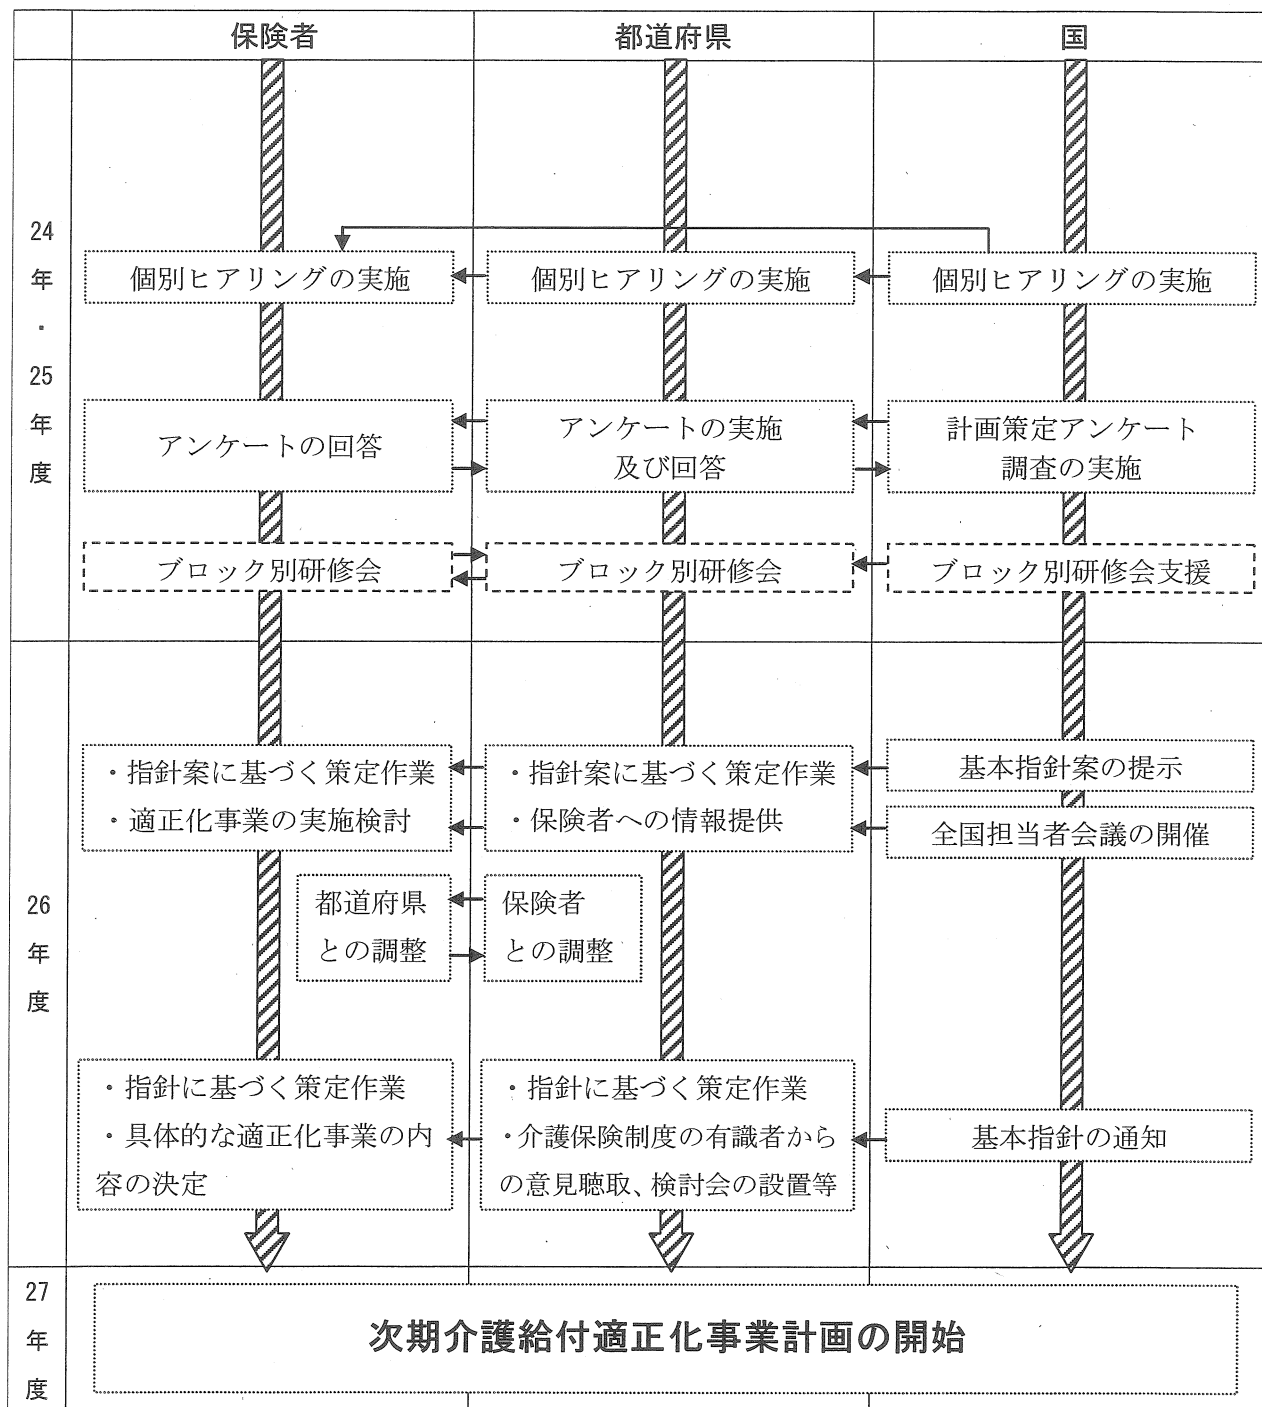 保険者
都道府県
国
24
年
・
25
年
度
個別ヒアリングの実施
個別ヒアリングの実施
個別ヒアリングの実施
アンケートの回答
アンケートの実施
及び回答
計画策定アンケート
調査の実施
ブロック別研修会
ブロック別研修会
ブロック別研修会支援
26
年
度
・指針案に基づく策定作業
・適正化事業の実施検討
・指針案に基づく策定作業
・保険者への情報提供
基本指針案の提示
全国担当者会議の開催
都道府県
との調整
保険者
との調整
・指針に基づく策定作業
・具体的な適正化事業の内
容の決定
・指針に基づく策定作業
・介護保険制度の有識者から
の意見聴取、検討会の設置等
基本指針の通知
27
年
度
次期介護給付適正化事業計画の開始